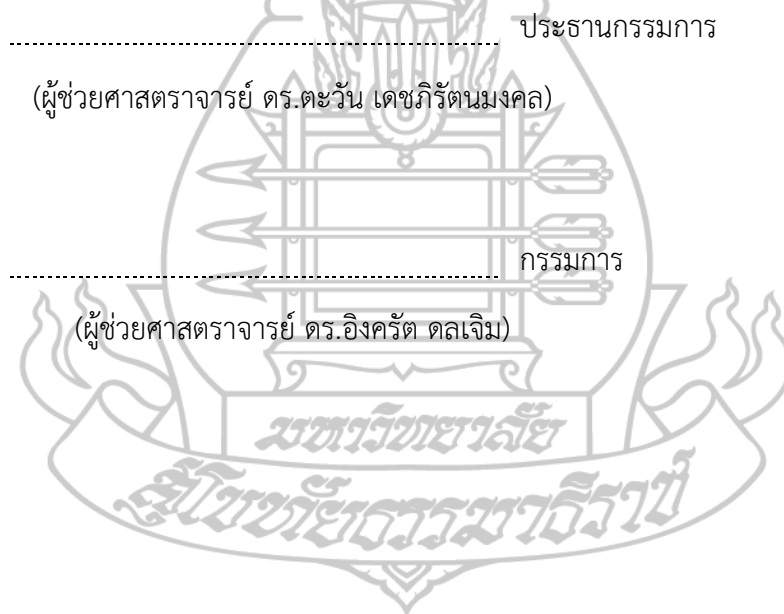 ประธานกรรมการ
(ผู้ช่วยศาสตราจารย์ ดร.ตะวัน เดชภิรัตนมงคล)
กรรมการ
(ผู้ช่วยศาสตราจารย์ ดร.อิงครัต ดลเจิม)
มหาวิทยาลัย
สุโขทัยธรรมาธิราช